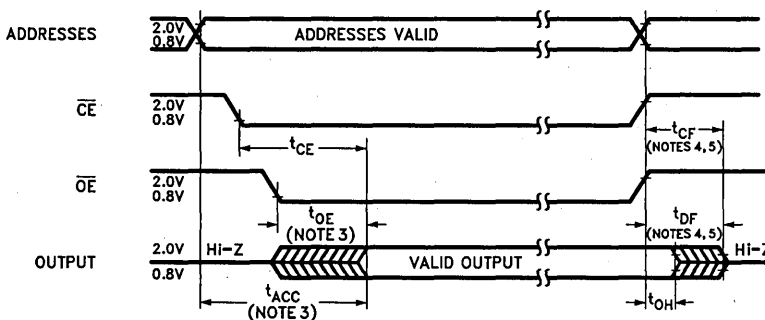 ADDRESSES
2.0V
0.8V
ADDRESSES VALID
CE
2.0V
0.8V
tCE
tCF
(NOTES 4, 5)
OE
2.0V
0.8V
tOE
(NOTE 3)
tDF
(NOTES 4, 5)
OUTPUT
2.0V
0.8V
Hi-Z
VALID OUTPUT
Hi-Z
tACC
(NOTE 3)
tOH